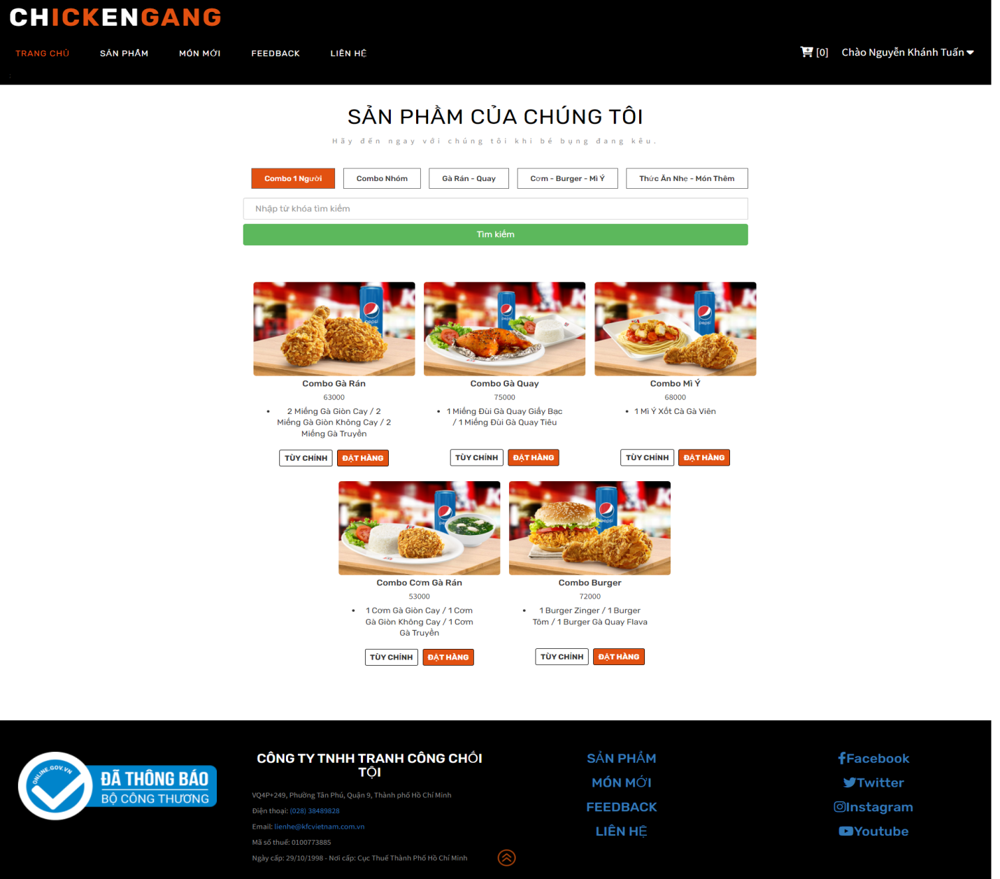 CHICKENGANG
TRANG CHỦ SẢN PHẨM MÓN MỚI FEEDBACK LIÊN HỆ [0] Chào Nguyễn Khánh Tuấn
SẢN PHẦM CỦA CHÚNG TÔI
Hãy đến ngay với chúng tôi khi bé bụng đang kêu.
Combo 1 Người Combo Nhóm Gà Rán - Quay Cơm - Burger - Mì Ý Thức Ăn Nhẹ - Món Thêm
Nhập từ khóa tìm kiếm
Tìm kiếm
pepsi
pepsi
pepsi
Combo Gà Rán
63000
• 2 Miếng Gà Giòn Cay / 2
Miếng Gà Giòn Không Cay / 2
Miếng Gà Truyền
TÙY CHỈNH ĐẶT HÀNG
Combo Gà Quay
75000
• 1 Miếng Đùi Gà Quay Giấy Bạc
/ 1 Miếng Đùi Gà Quay Tiêu
TÙY CHỈNH ĐẶT HÀNG
Combo Mì Ý
68000
• 1 Mì Ý Xốt Cà Gà Viên
TÙY CHỈNH ĐẶT HÀNG
pepsi
pepsi
Combo Cơm Gà Rán
53000
• 1 Cơm Gà Giòn Cay / 1 Cơm
Gà Giòn Không Cay / 1 Cơm
Gà Truyền
TÙY CHỈNH ĐẶT HÀNG
Combo Burger
72000
• 1 Burger Zinger / 1 Burger
Tôm / 1 Burger Gà Quay Flava
TÙY CHỈNH ĐẶT HÀNG
ONLINE.GOV.VN
ĐÃ THÔNG BÁO
BỘ CÔNG THƯƠNG
CÔNG TY TNHH TRANH CÔNG CHỐI
TỘI
VQ4P+249, Phường Tân Phú, Quận 9, Thành phố Hồ Chí Minh
Điện thoại: (028) 38489828
Email: lienhe@kfcvietnam.com.vn
Mã số thuế: 0100773885
Ngày cấp: 29/10/1998 - Nơi cấp: Cục Thuế Thành Phố Hồ Chí Minh
SẢN PHẨM
MÓN MỚI
FEEDBACK
LIÊN HỆ
Facebook
Twitter
Instagram
Youtube